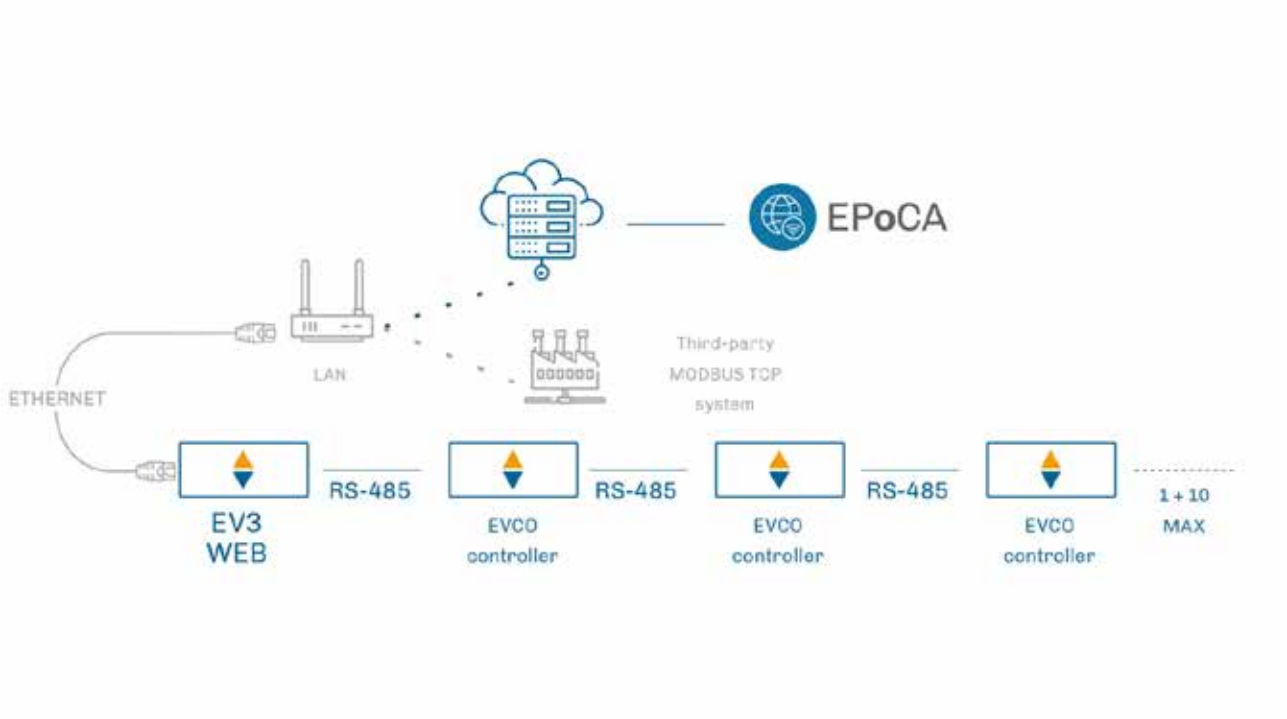 EPoCA
LAN
Third-party
MODBUS TCP
system
ETHERNET
RS-485
RS-485
RS-485
EV3
WEB
EVCO
controller
EVCO
controller
EVCO
controller
1 + 10
MAX